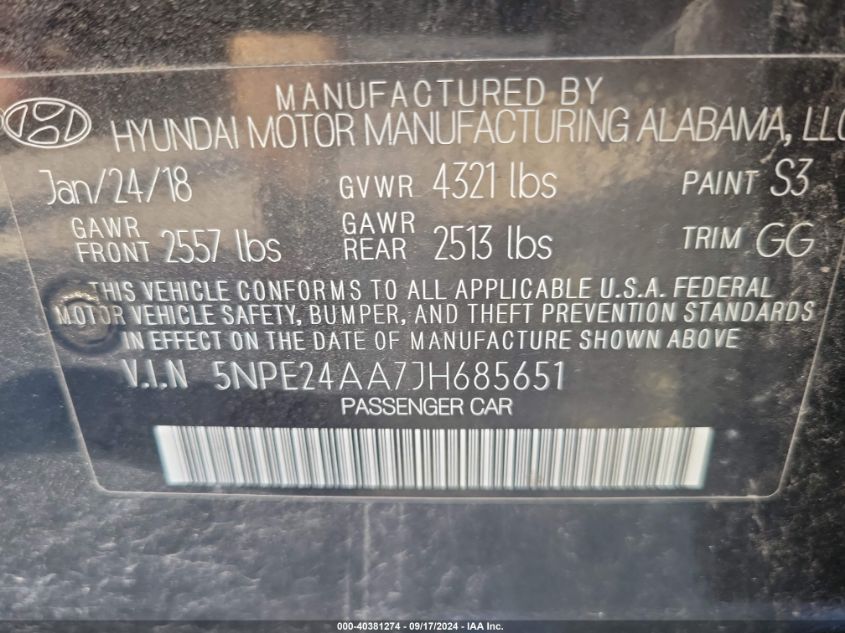 MANUFACTURED BY
HYUNDAI MOTOR MANUFACTURING ALABAMA, LLC
Jan/24/18 GVWR 4321 lbs PAINT S3
GAWR FRONT 2557 lbs GAWR REAR 2513 lbs TRIM GG
THIS VEHICLE CONFORMS TO ALL APPLICABLE U.S.A. FEDERAL
MOTOR VEHICLE SAFETY, BUMPER, AND THEFT PREVENTION STANDARDS
IN EFFECT ON THE DATE OF MANUFACTURE SHOWN ABOVE
V.I.N 5NPE24AA7JH685651
PASSENGER CAR
000-40381274 - 09/17/2024 - IAA Inc.